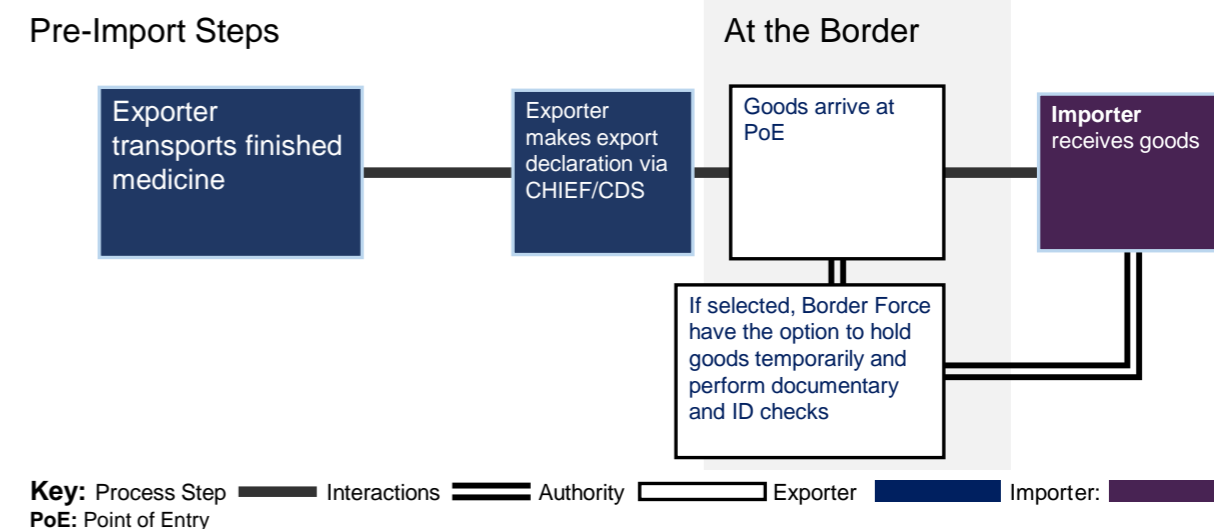 Pre-Import Steps
At the Border
Exporter
transports finished
medicine
Exporter
makes export
declaration via
CHIEF/CDS
Goods arrive at
PoE
Importer
receives goods
If selected, Border Force
have the option to hold
goods temporarily and
perform documentary
and ID checks
Key: Process Step Interactions Authority Exporter Importer:
PoE: Point of Entry